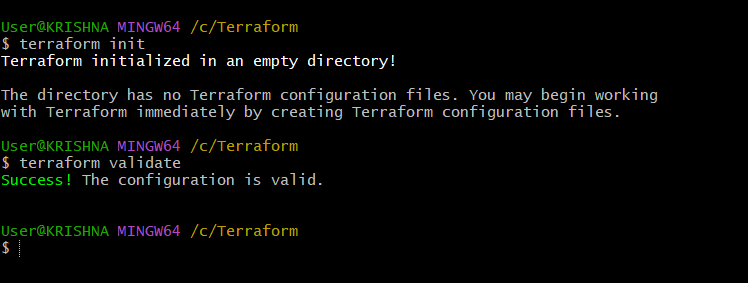 User@KRISHNA MINGW64 /c/Terraform
$ terraform init
Terraform initialized in an empty directory!
The directory has no Terraform configuration files. You may begin working
with Terraform immediately by creating Terraform configuration files.
User@KRISHNA MINGW64 /c/Terraform
$ terraform validate
Success! The configuration is valid.
User@KRISHNA MINGW64 /c/Terraform
$